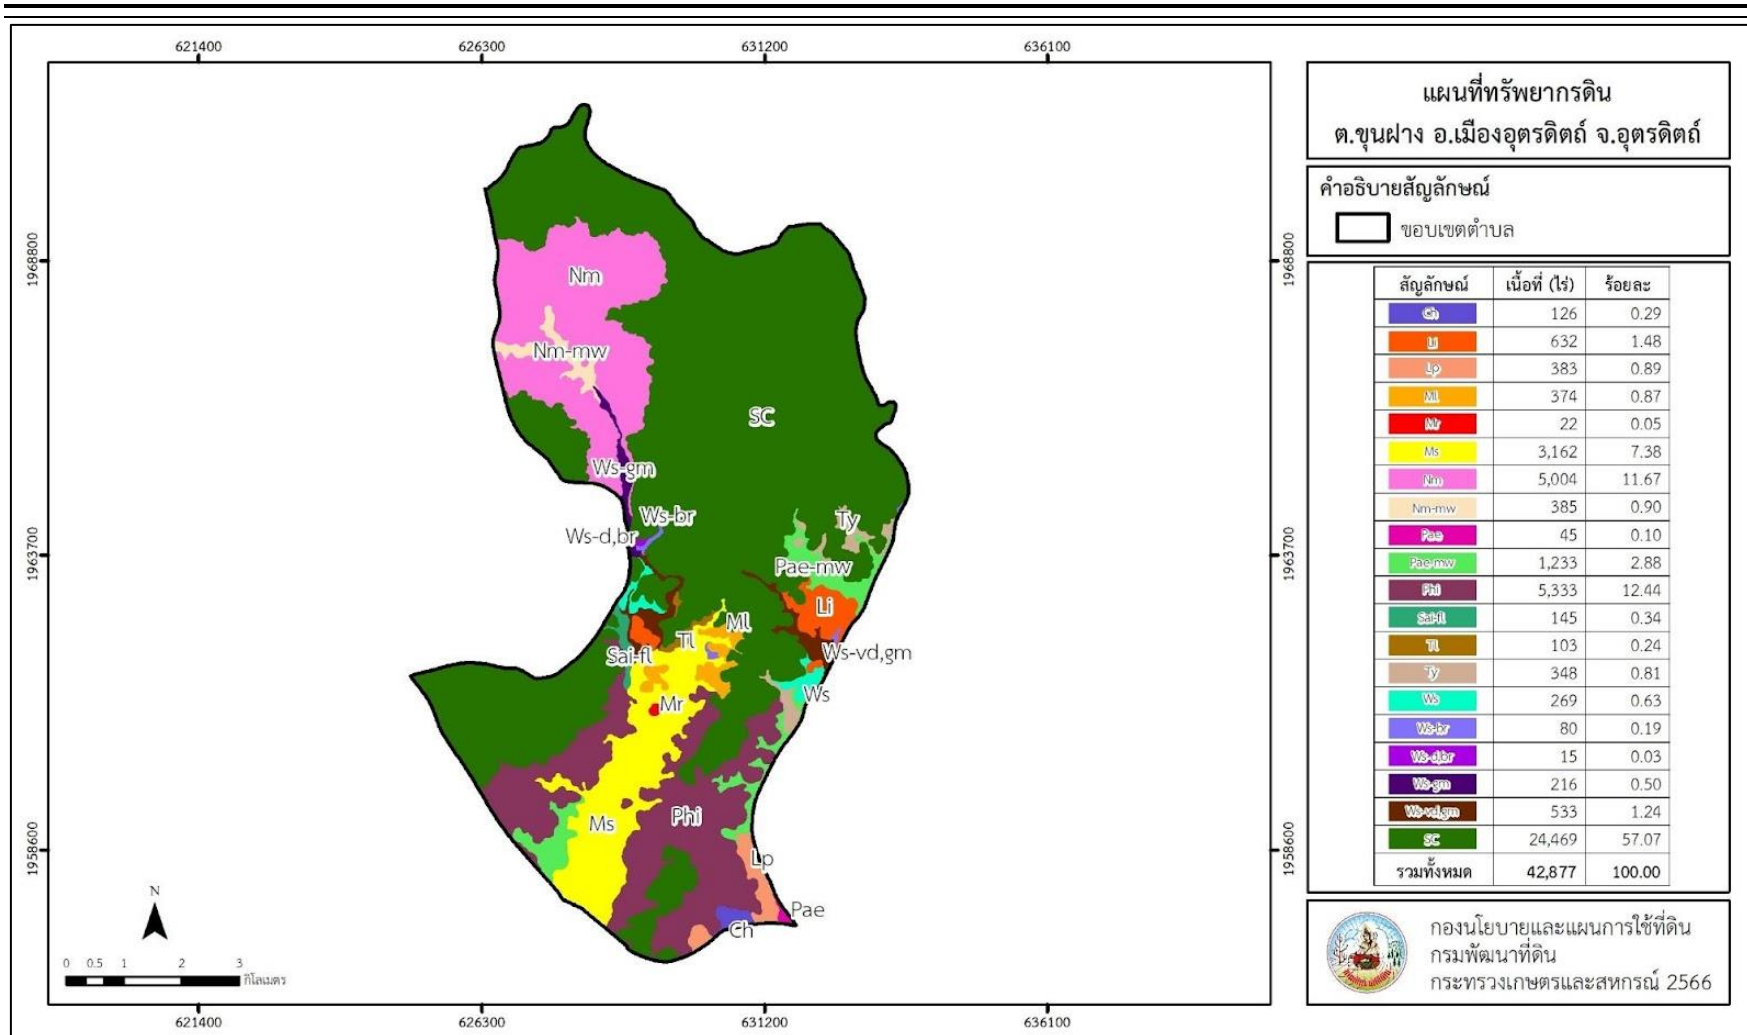 621400 626300 631200 636100
1968800
1963700
1958600
1968800
1963700
1958600
Nm
Nm-mw
SC
Ws-gm
Ws-br
Ws-d,br
Ty
Pae-mw
Li
Ml
Tl
Sai-fl
Ws-vd,gm
Ws
Mr
Ms
Phi
Lp
Pae
Ch
N
0 0.5 1 2 3
กิโลเมตร
621400 626300 631200 636100
แผนที่ทรัพยากรดิน
ต.ขุนฝาง อ.เมืองอุตรดิตถ์ จ.อุตรดิตถ์
คำอธิบายสัญลักษณ์
ขอบเขตตำบล
สัญลักษณ์ เนื้อที่ (ไร่) ร้อยละ
Ch 126 0.29
Li 632 1.48
Lp 383 0.89
Ml 374 0.87
Mr 22 0.05
Ms 3,162 7.38
Nm 5,004 11.67
Nm-mw 385 0.90
Pae 45 0.10
Pae-mw 1,233 2.88
Phi 5,333 12.44
Sai-fl 145 0.34
Tl 103 0.24
Ty 348 0.81
Ws 269 0.63
Ws-br 80 0.19
Ws-d,br 15 0.03
Ws-gm 216 0.50
Ws-vd,gm 533 1.24
SC 24,469 57.07
รวมทั้งหมด 42,877 100.00
กองนโยบายและแผนการใช้ที่ดิน
กรมพัฒนาที่ดิน
กระทรวงเกษตรและสหกรณ์ 2566